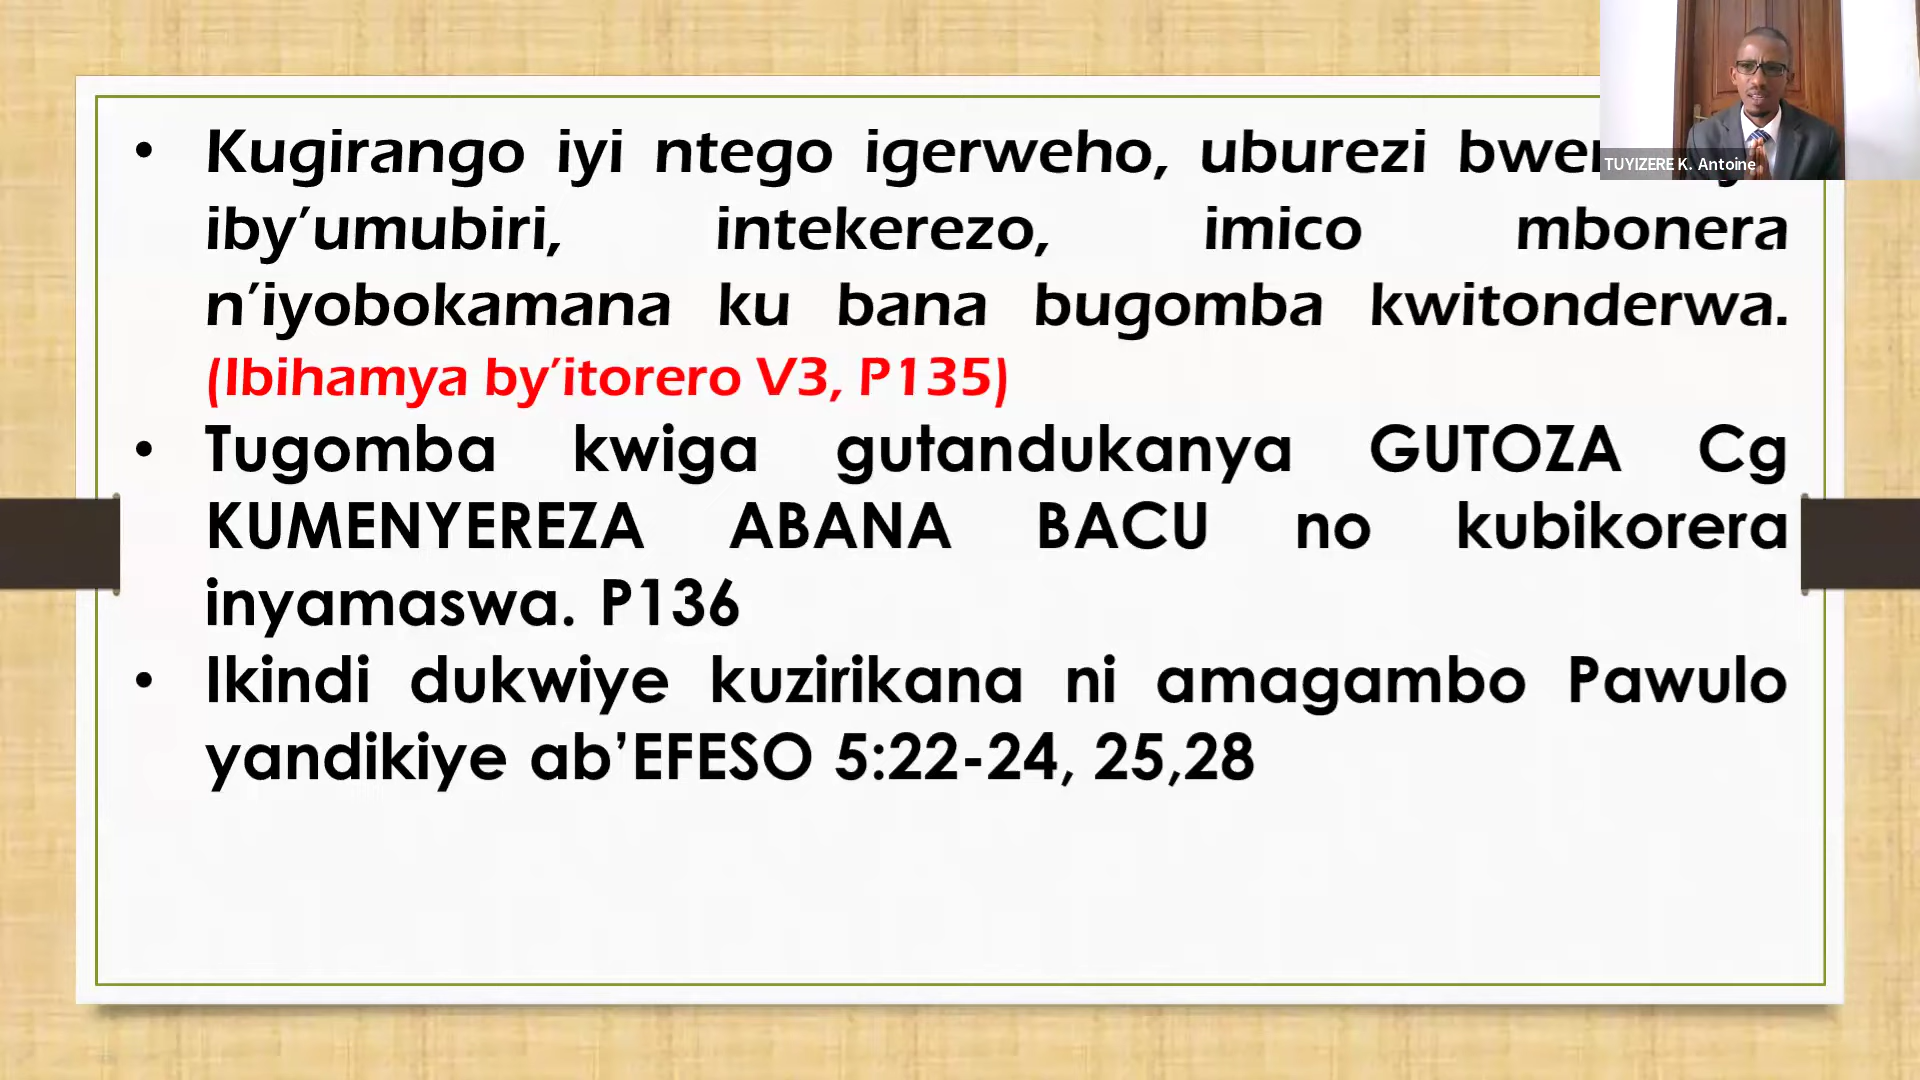 • Kugirango iyi ntego igerweho, uburezi
iby’umubiri, intekerezo, imico mbonera
n’iyobokamana ku bana bugomba kwitonderwa.
(Ibihamya by’itorero V3, P135)
• Tugomba kwiga gutandukanya GUTOZA Cg
KUMENYEREZA ABANA BACU no kubikorera
inyamaswa. P136
• Ikindi dukwiye kuzirikana ni amagambo Pawulo
yandikiye ab’EFESO 5:22-24, 25,28
TUYIZERE K. Antoine